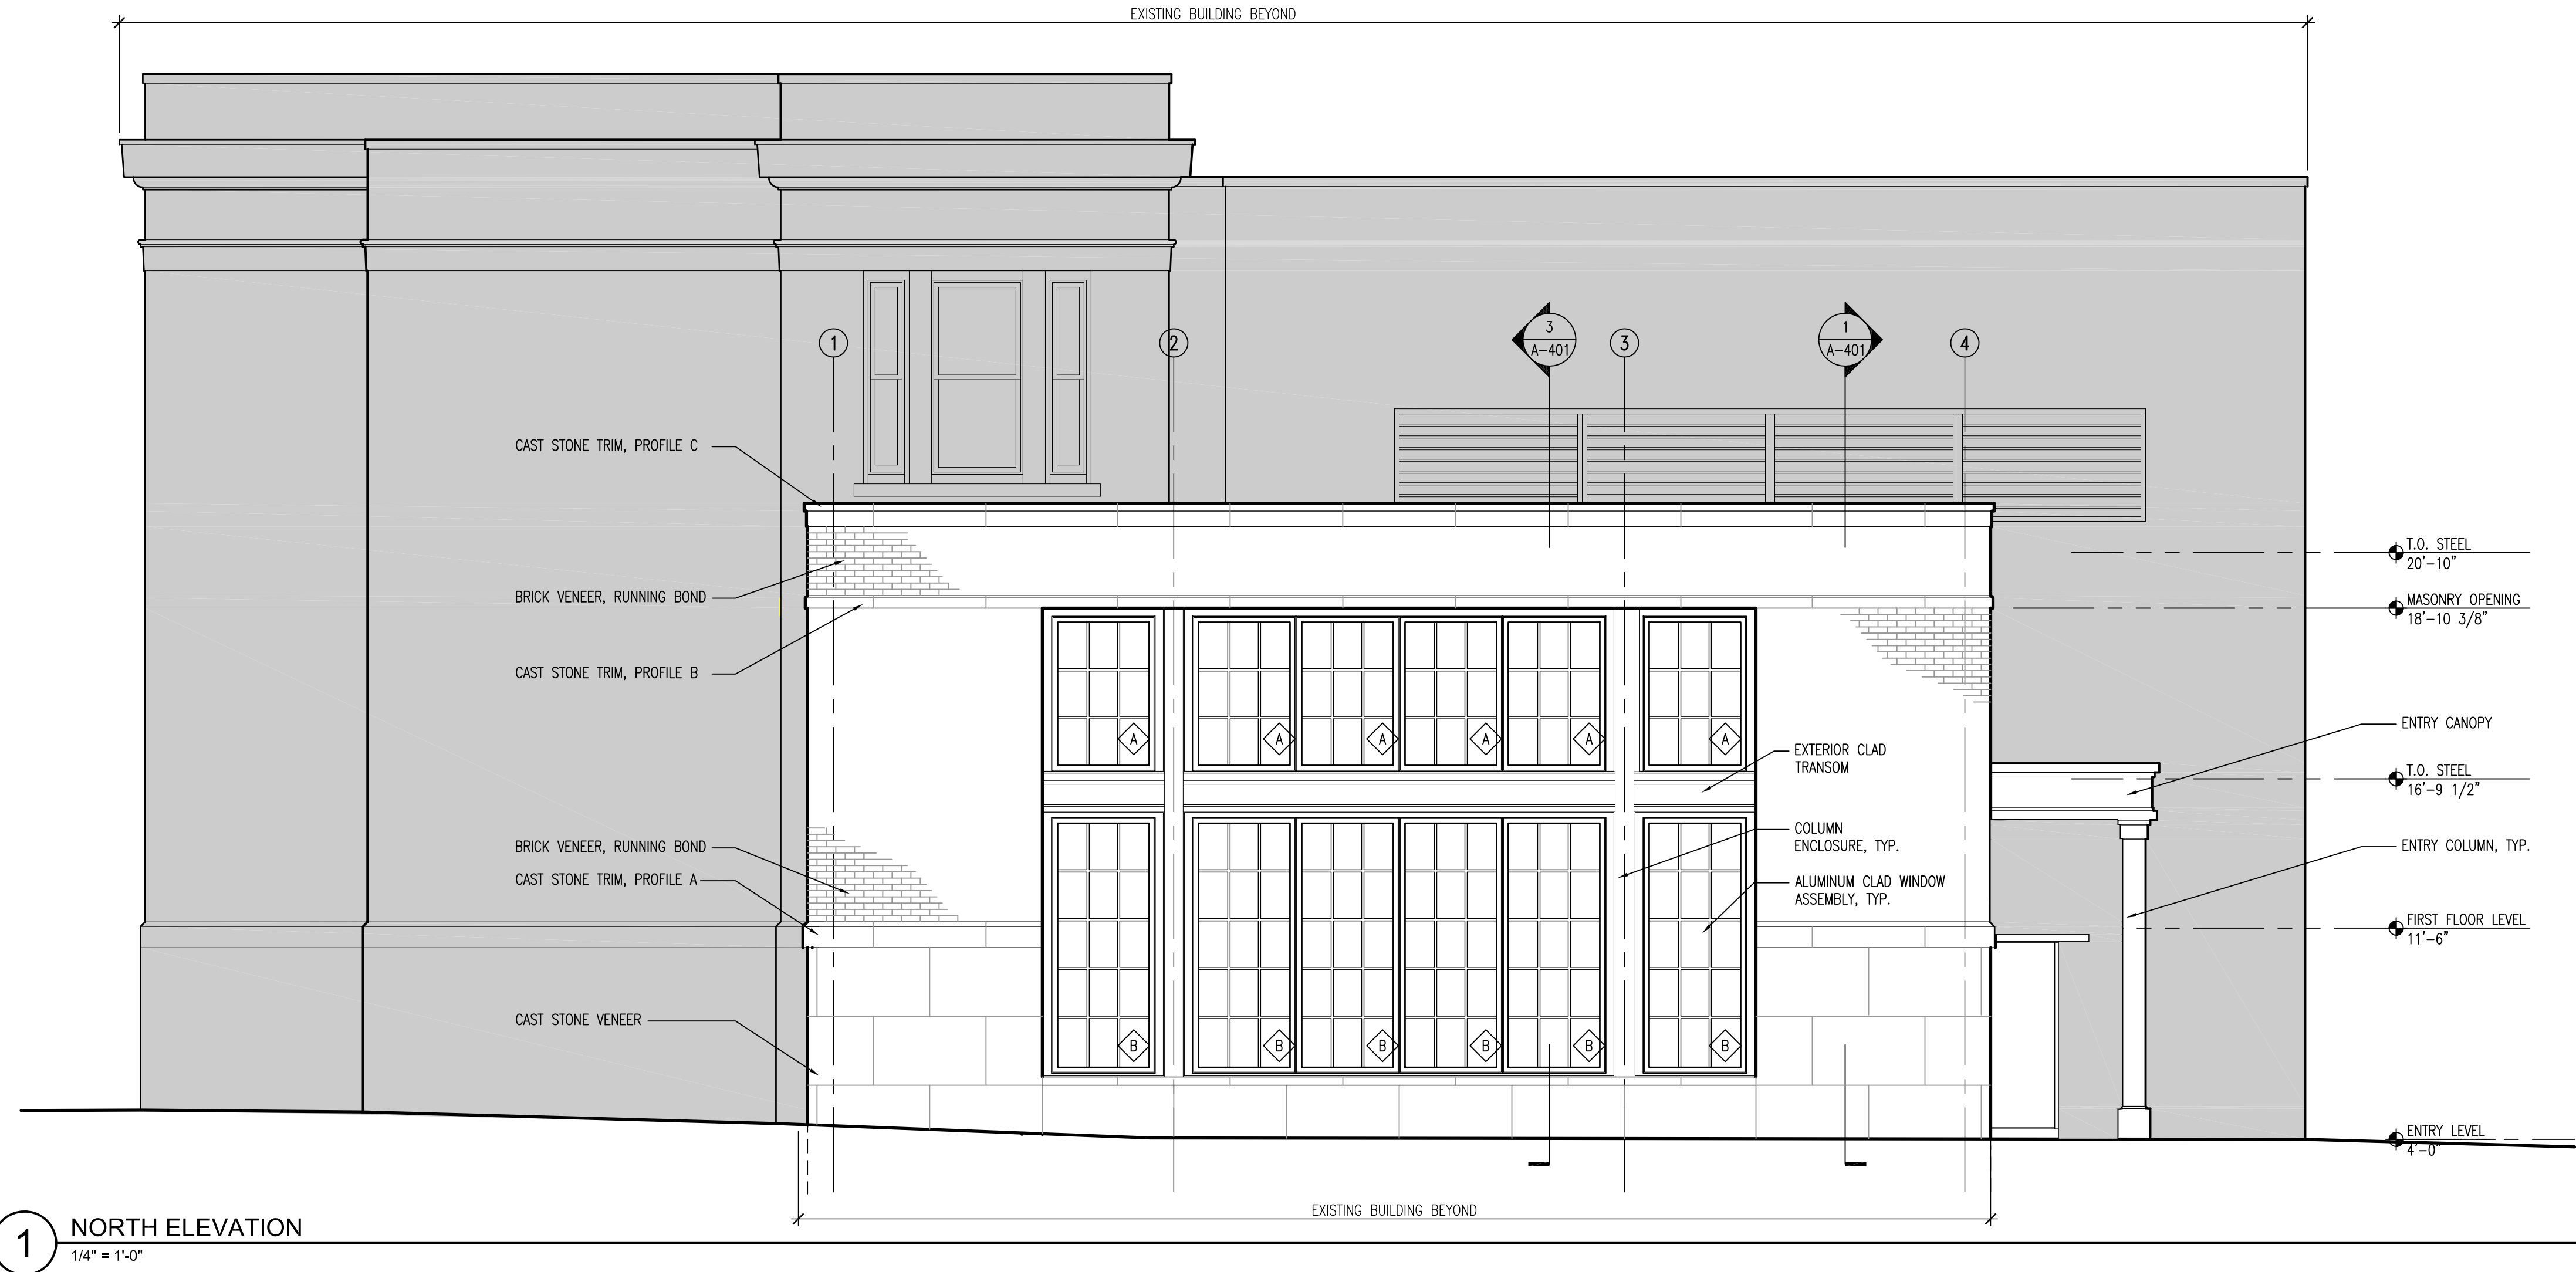 EXISTING BUILDING BEYOND
1
2
3
A-401
3
1
A-401
4
CAST STONE TRIM, PROFILE C
BRICK VENEER, RUNNING BOND
CAST STONE TRIM, PROFILE B
BRICK VENEER, RUNNING BOND
CAST STONE TRIM, PROFILE A
CAST STONE VENEER
A
A
A
A
A
A
B
B
B
B
B
B
EXTERIOR CLAD
TRANSOM
COLUMN
ENCLOSURE, TYP.
ALUMINUM CLAD WINDOW
ASSEMBLY, TYP.
T.O. STEEL
20'-10"
MASONRY OPENING
18'-10 3/8"
ENTRY CANOPY
T.O. STEEL
16'-9 1/2"
ENTRY COLUMN, TYP.
FIRST FLOOR LEVEL
11'-6"
ENTRY LEVEL
4'-0"
EXISTING BUILDING BEYOND
1
NORTH ELEVATION
1/4" = 1'-0"